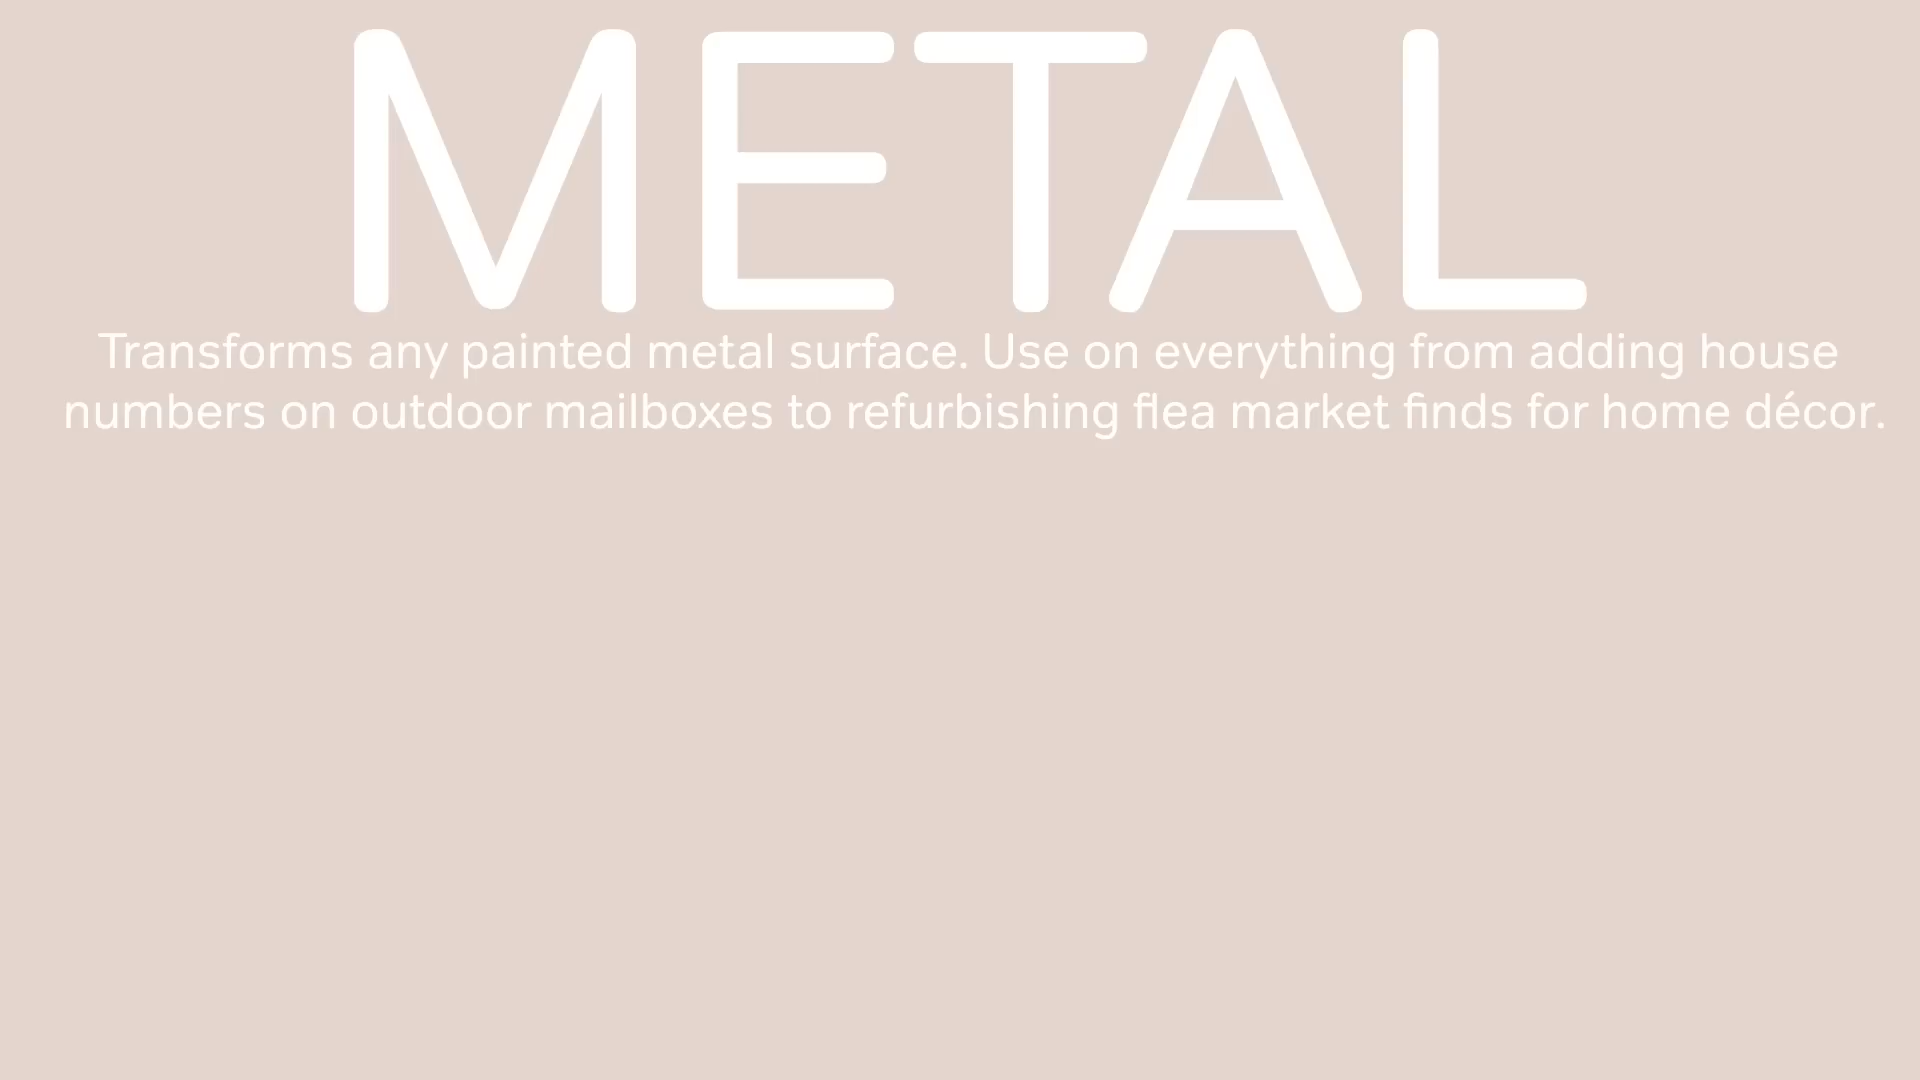 METAL
Transforms any painted metal surface. Use on everything from adding house
numbers on outdoor mailboxes to refurbishing flea market finds for home décor.